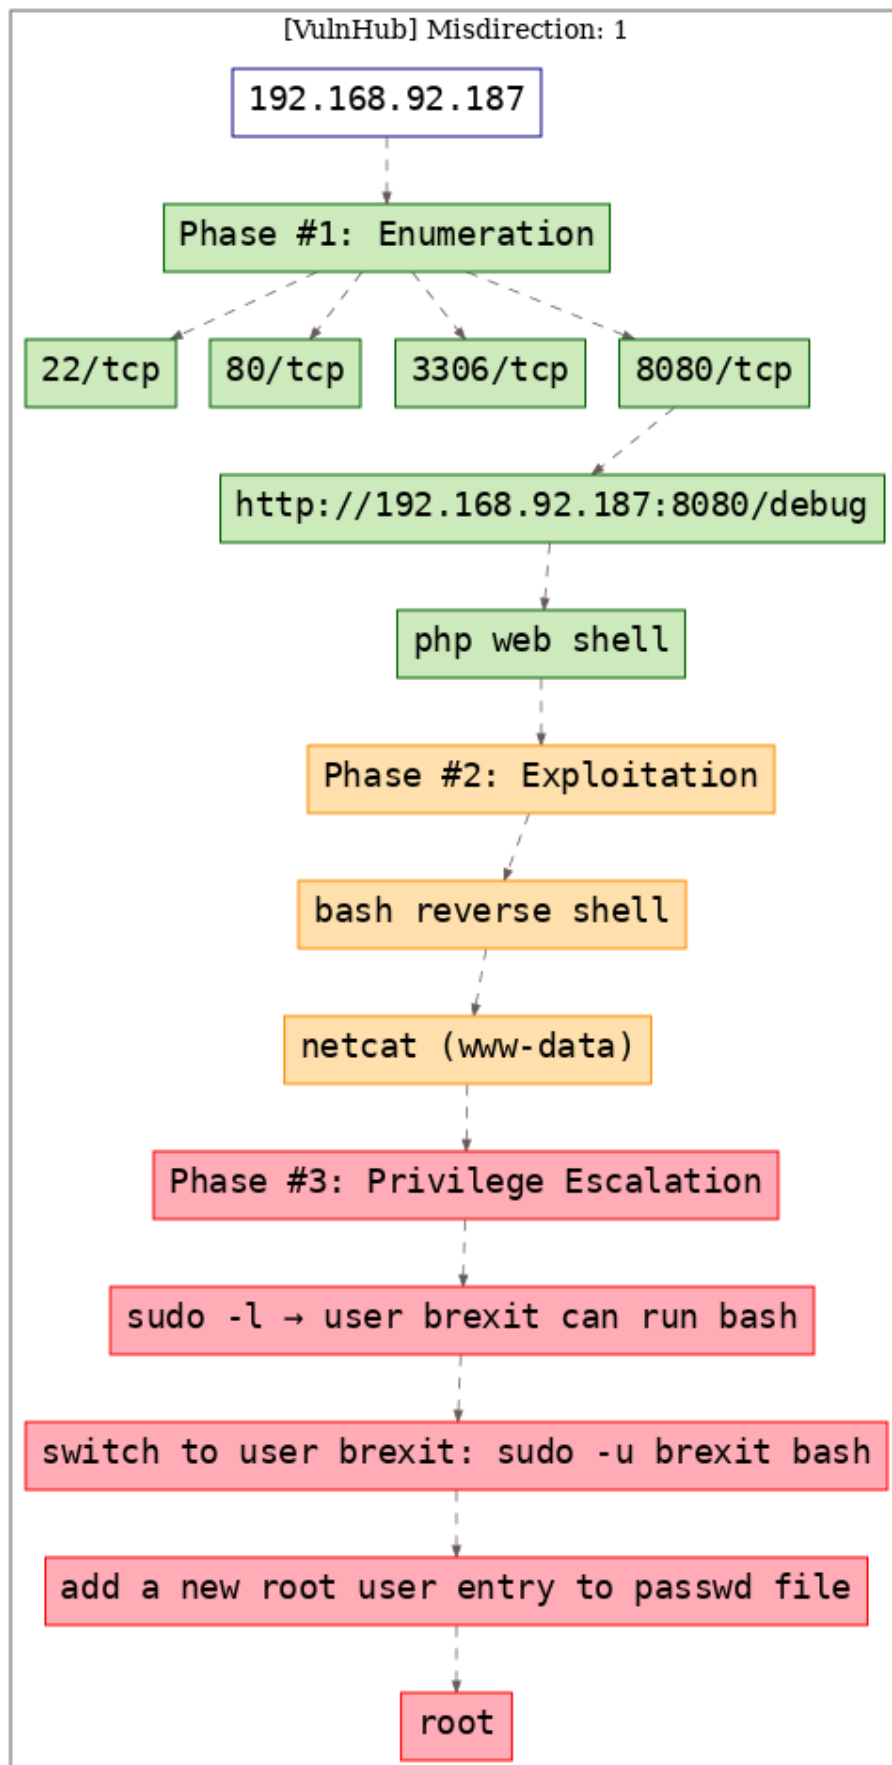 [VulnHub] Misdirection: 1
192.168.92.187
Phase #1: Enumeration
22/tcp
80/tcp
3306/tcp
8080/tcp
http://192.168.92.187:8080/debug
php web shell
Phase #2: Exploitation
bash reverse shell
netcat (www-data)
Phase #3: Privilege Escalation
sudo -l → user brexit can run bash
switch to user brexit: sudo -u brexit bash
add a new root user entry to passwd file
root